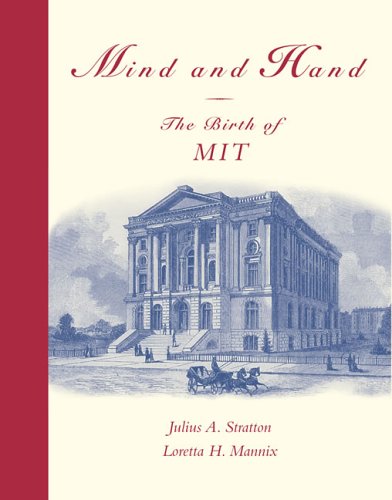 Mind and Hand
The Birth of
MIT
Julius A. Stratton
Loretta H. Mannix